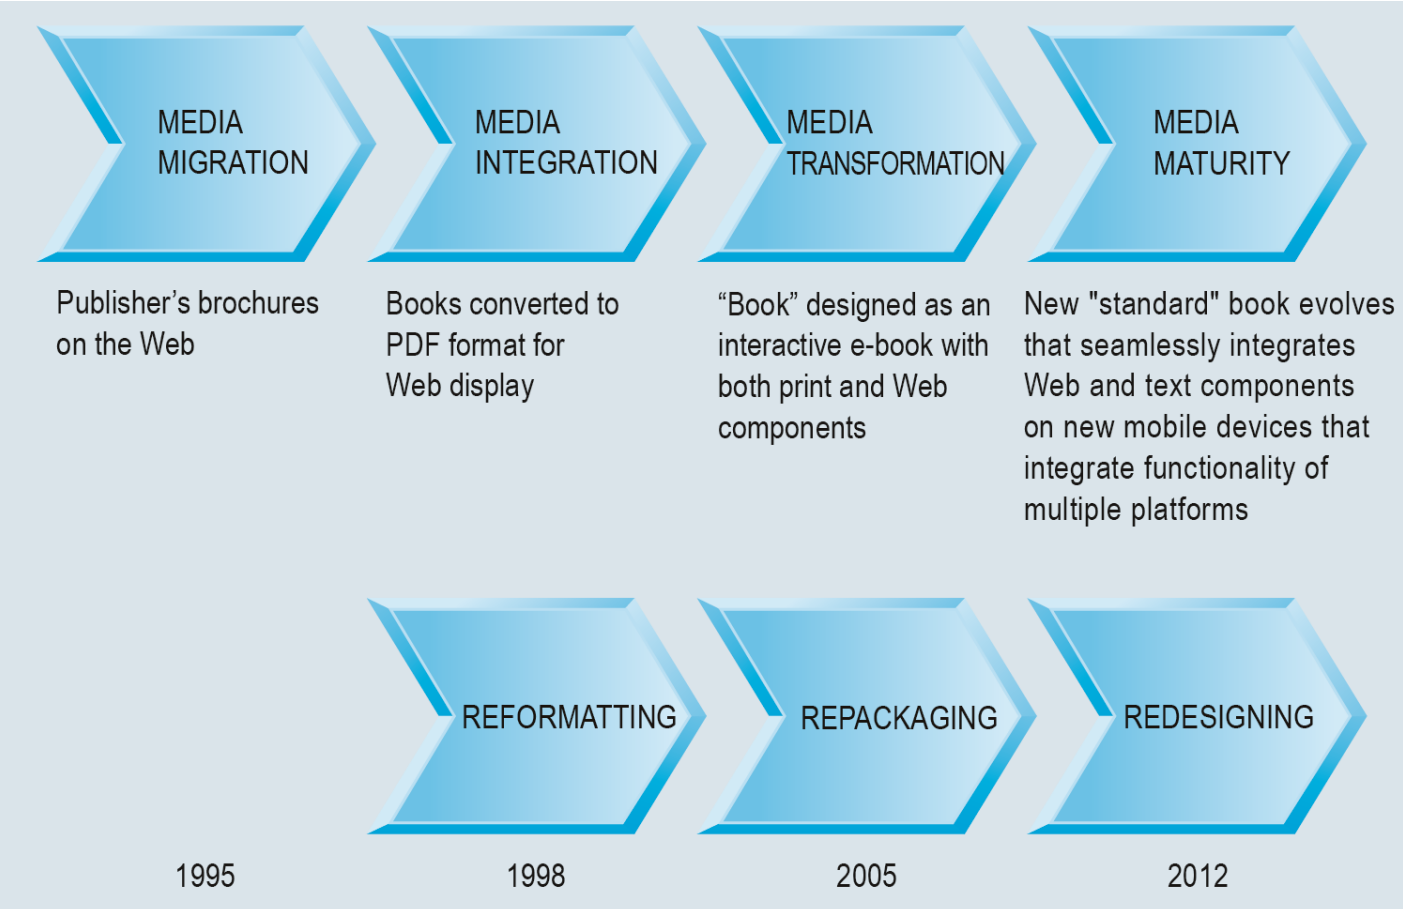 MEDIA
MIGRATION
MEDIA
INTEGRATION
MEDIA
TRANSFORMATION
MEDIA
MATURITY
Publisher’s brochures
on the Web
Books converted to
PDF format for
Web display
“Book” designed as an
interactive e-book with
both print and Web
components
New "standard" book evolves
that seamlessly integrates
Web and text components
on new mobile devices that
integrate functionality of
multiple platforms
REFORMATTING
REPACKAGING
REDESIGNING
1995
1998
2005
2012